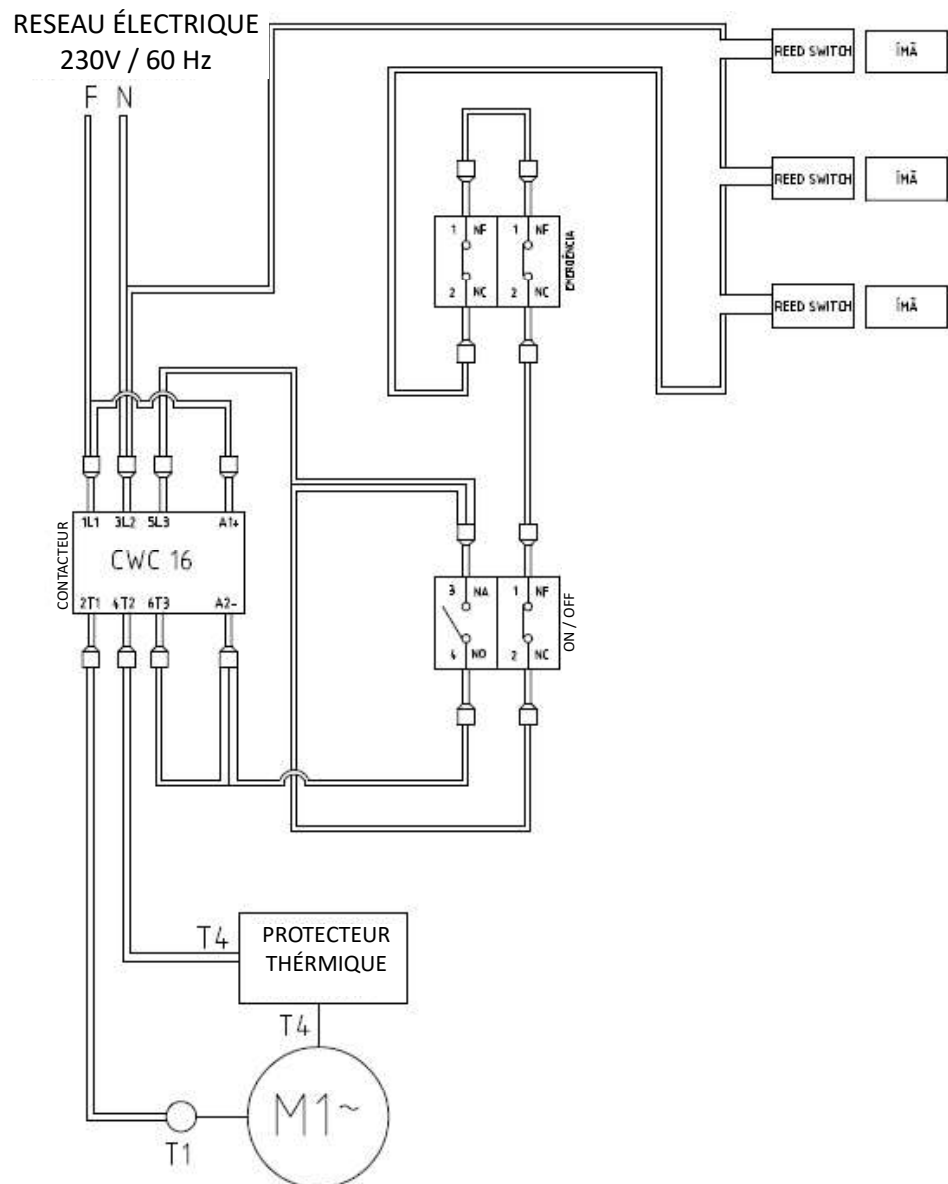 RESEAU ÉLECTRIQUE
230V / 60 Hz
F N
REED SWITCH ÍMÃ
REED SWITCH ÍMÃ
REED SWITCH ÍMÃ
1 NF 1 NF
2 NC 2 NC
EMERGÊNCIA
1L1 3L2 5L3 A1+
CWC 16
2T1 4T2 6T3 A2-
CONTACTEUR
3 NA 1 NF
4 NO 2 NC
ON / OFF
T4
PROTECTEUR
THÉRMIQUE
T4
M1~
T1